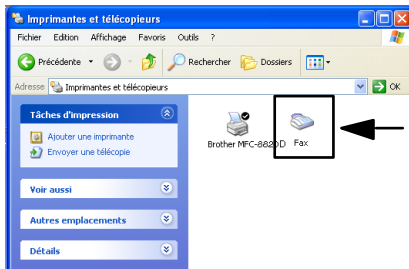 Imprimantes et télécopieurs
Fichier Edition Affichage Favoris Outils ?
Précédente Rechercher Dossiers
Adresse Imprimantes et télécopieurs OK
Tâches d'impression
Ajouter une imprimante
Envoyer une télécopie
Voir aussi
Autres emplacements
Détails
Brother MFC-8820D
Fax